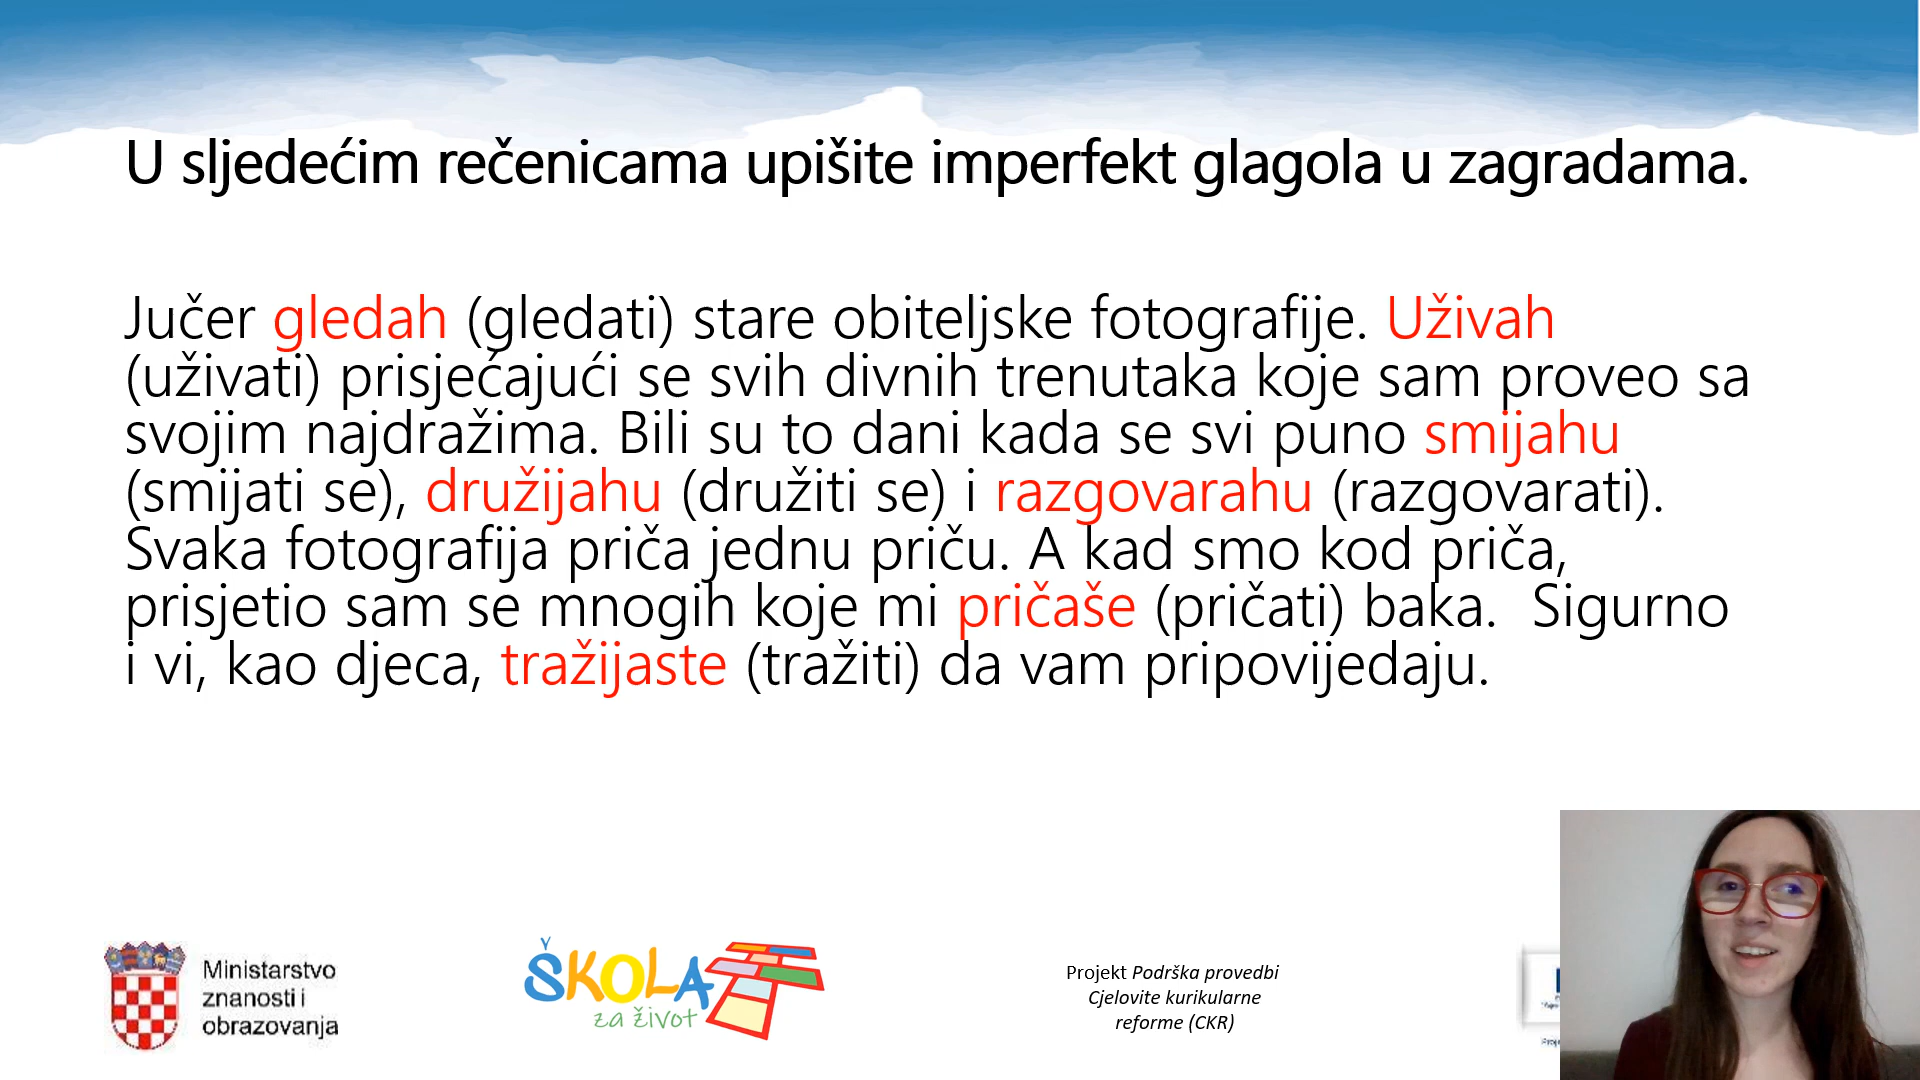 U sljedećim rečenicama upišite imperfekt glagola u zagradama.
Jučer gledah (gledati) stare obiteljske fotografije. Uživah
(uživati) prisjećajući se svih divnih trenutaka koje sam proveo sa
svojim najdražima. Bili su to dani kada se svi puno smijahu
(smijati se), družijahu (družiti se) i razgovarahu (razgovarati).
Svaka fotografija priča jednu priču. A kad smo kod priča,
prisjetio sam se mnogih koje mi pričaše (pričati) baka.  Sigurno
i vi, kao djeca, tražijaste (tražiti) da vam pripovijedaju.
Ministarstvo
znanosti i
obrazovanja
ŠKOLA
za život
Projekt Podrška provedbi
Cjelovite kurikularne
reforme (CKR)